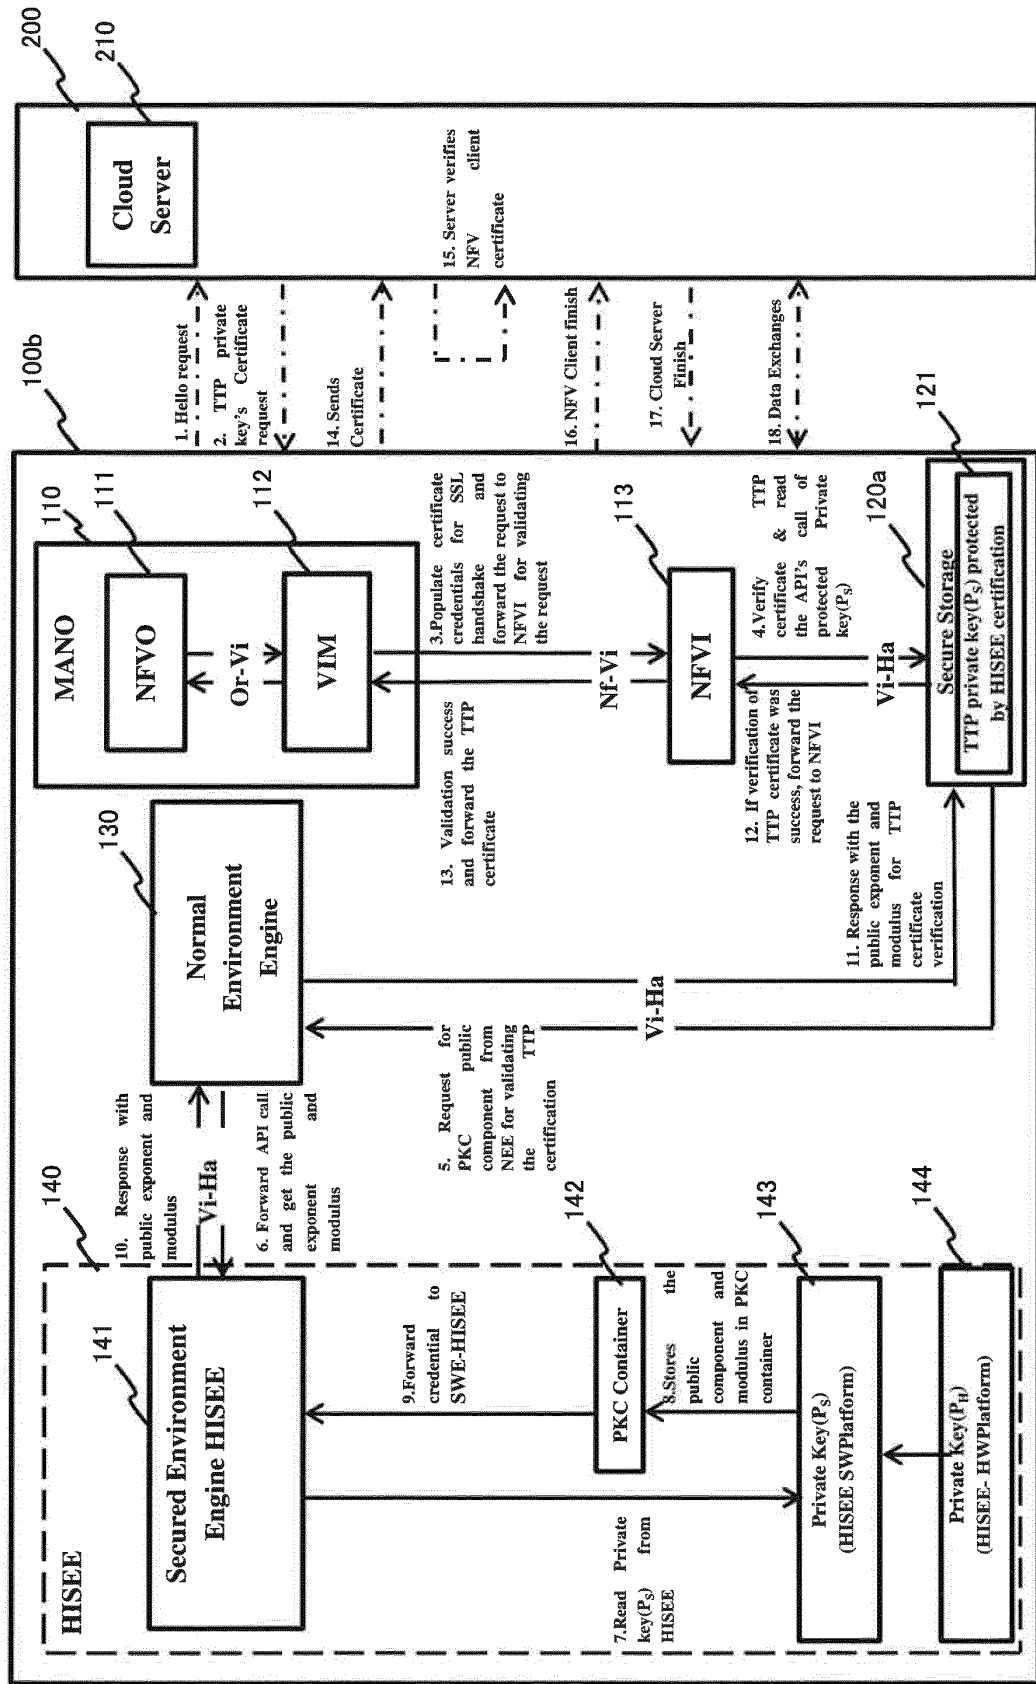 HISEE
140
141
Secured Environment
Engine HISEE
10. Response with
public exponent and
modulus
Vi-Ha
6. Forward API call
and get the public
exponent and
modulus
130
Normal
Environment
Engine
110
MANO
111
NFVO
Or-Vi
112
VIM
100b
200
210
Cloud
Server
1. Hello request
2. TTP private
key's Certificate
request
14. Sends
Certificate
15. Server verifies
NFV client
certificate
16. NFV Client finish
17. Cloud Server
Finish
18. Data Exchanges
3.Populate certificate
credentials for SSL
handshake and
forward the request to
NFVI for validating
the request
13. Validation success
and forward the TTP
certificate
Nf-Vi
113
NFVI
4.Verify TTP
certificate & read
the API's call of
protected Private
key(PS)
12. If verification of
TTP certificate was
success, forward the
request to NFVI
Vi-Ha
120a
121
Secure Storage
TTP private key(PS) protected
by HISEE certification
11. Response with the
public exponent and
modulus for TTP
certificate
verification
5. Request for
PKC public
component from
NEE for validating
the TTP
certification
Vi-Ha
9.Forward
credential to
SWE-HISEE
142
PKC Container
8.Stores the
public
component and
modulus in PKC
container
7.Read Private
key(PS) from
HISEE
143
Private Key(PS)
(HISEE SWPlatform)
144
Private Key(PH)
(HISEE- HWPlatform)